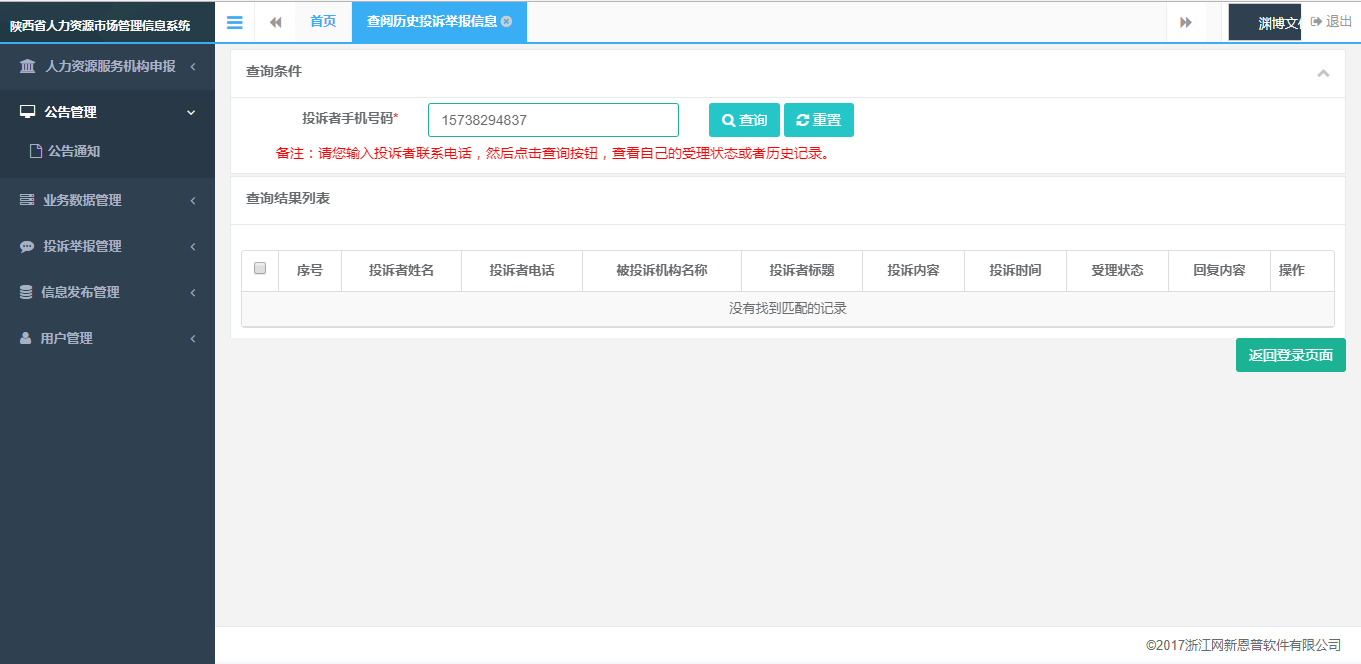 陕西省人力资源市场管理信息系统
首页
查阅历史投诉举报信息
渊博文
退出
人力资源服务机构申报
公告管理
公告通知
业务数据管理
投诉举报管理
信息发布管理
用户管理
查询条件
投诉者手机号码* 15738294837 查询 重置
备注：请您输入投诉者联系电话，然后点击查询按钮，查看自己的受理状态或者历史记录。
查询结果列表
序号 投诉者姓名 投诉者电话 被投诉机构名称 投诉者标题 投诉内容 投诉时间 受理状态 回复内容 操作
没有找到匹配的记录
返回登录页面
©2017浙江网新恩普软件有限公司